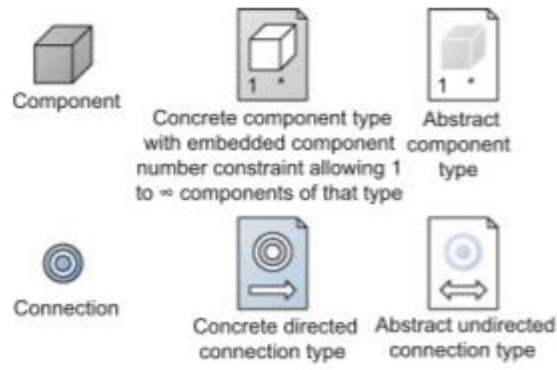 1 *
1 *
Component
Concrete component type
with embedded component
number constraint allowing 1
to ∞ components of that type
Abstract
component
type
Connection
Concrete directed
connection type
Abstract undirected
connection type